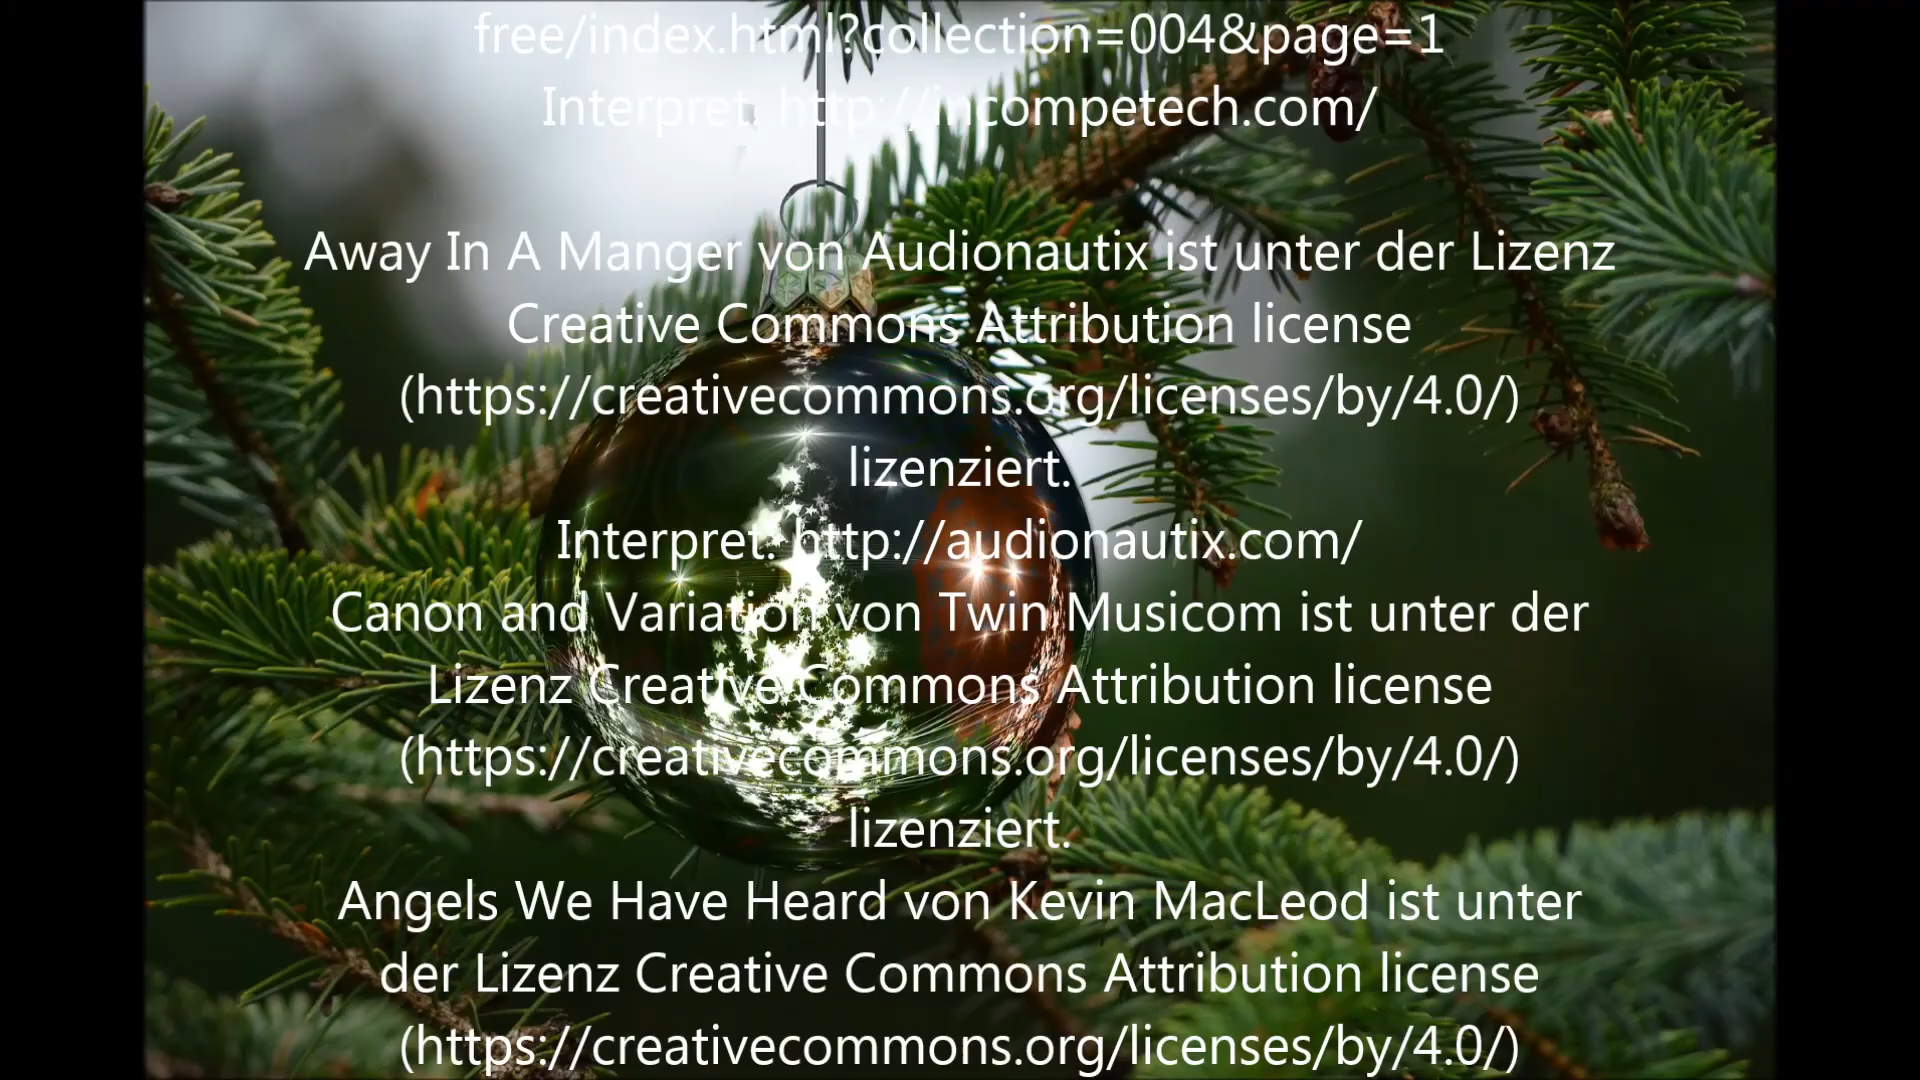 free/index.html?collection=004&page=1
Interpret: http://incompetech.com/
Away In A Manger von Audionautix ist unter der Lizenz
Creative Commons Attribution license
(https://creativecommons.org/licenses/by/4.0/)
lizenziert.
Interpret: http://audionautix.com/
Canon and Variation von Twin Musicom ist unter der
Lizenz Creative Commons Attribution license
(https://creativecommons.org/licenses/by/4.0/)
lizenziert.
Angels We Have Heard von Kevin MacLeod ist unter
der Lizenz Creative Commons Attribution license
(https://creativecommons.org/licenses/by/4.0/)